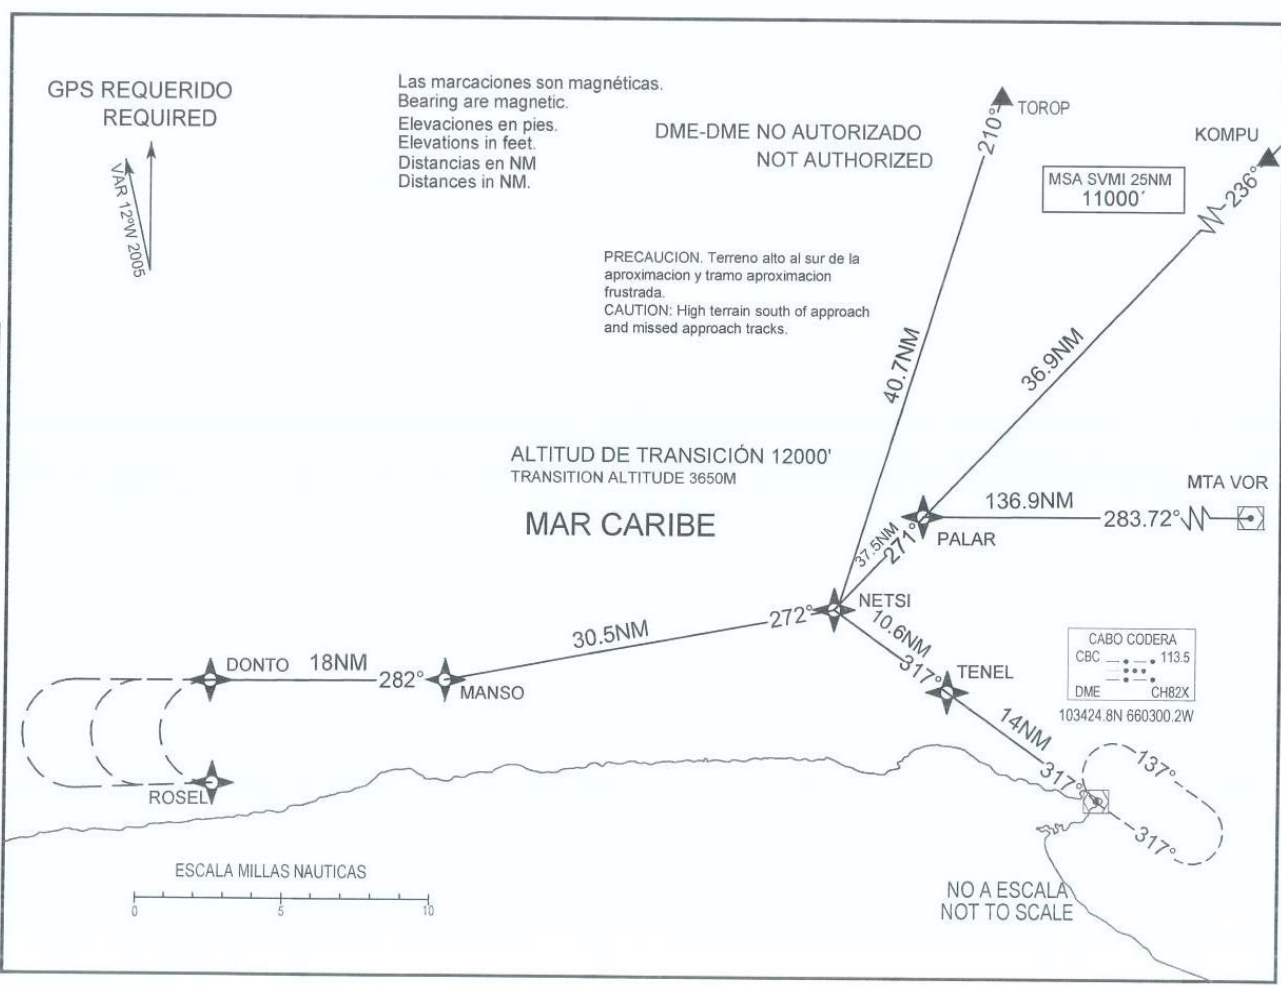 GPS REQUERIDO
REQUIRED
VAR 12°W 2005
Las marcaciones son magnéticas.
Bearing are magnetic.
Elevaciones en pies.
Elevations in feet.
Distancias en NM
Distances in NM.
DME-DME NO AUTORIZADO
NOT AUTHORIZED
210°
TOROP
KOMPU
MSA SVMI 25NM
11000´
236°
PRECAUCION. Terreno alto al sur de la
aproximacion y tramo aproximacion
frustrada.
CAUTION: High terrain south of approach
and missed approach tracks.
40.7NM
36.9NM
ALTITUD DE TRANSICIÓN 12000'
TRANSITION ALTITUDE 3650M
MAR CARIBE
136.9NM
283.72°
MTA VOR
PALAR
37.5NM
271°
NETSI
272°
30.5NM
10.6NM
317°
TENEL
DONTO
18NM
282°
MANSO
CABO CODERA
CBC 113.5
DME CH82X
103424.8N 660300.2W
14NM
317°
137°
317°
ROSEL
ESCALA MILLAS NAUTICAS
0 5 10
NO A ESCALA
NOT TO SCALE